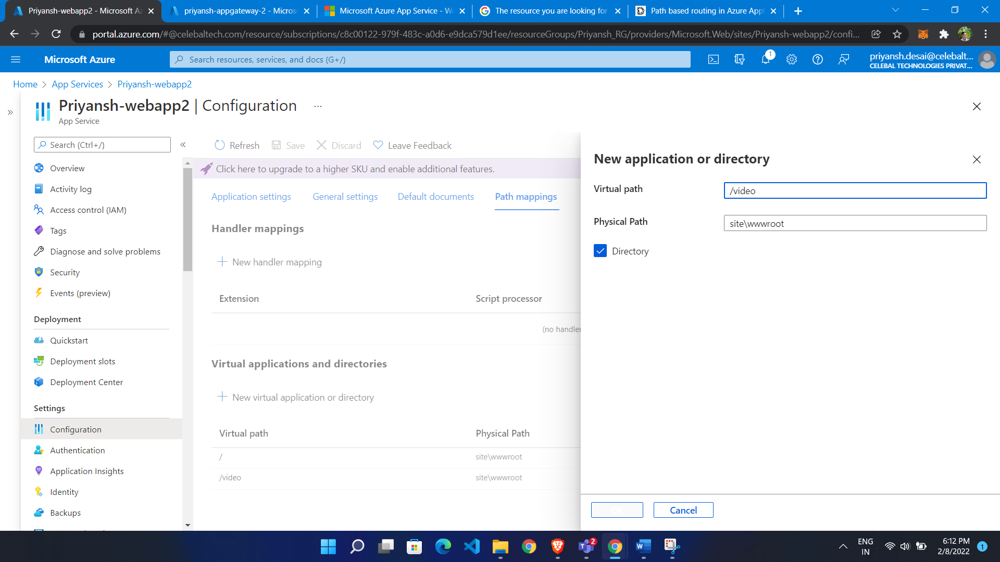 Priyansh-webapp2 - Microsoft Az
priyansh-appgateway-2 - Micros
Microsoft Azure App Service - We
The resource you are looking for
Path based routing in Azure Appl
portal.azure.com/#@celebaltech.com/resource/subscriptions/c8c00122-979f-483c-a0d6-e9dca579d1ee/resourceGroups/Priyansh_RG/providers/Microsoft.Web/sites/Priyansh-webapp2/confi...
Microsoft Azure
Search resources, services, and docs (G+/)
1
priyansh.desai@celebalt...
CELEBAL TECHNOLOGIES PRIVAT...
Home > App Services > Priyansh-webapp2
Priyansh-webapp2 | Configuration ...
App Service
Search (Ctrl+/)
Overview
Activity log
Access control (IAM)
Tags
Diagnose and solve problems
Security
Events (preview)
Deployment
Quickstart
Deployment slots
Deployment Center
Settings
Configuration
Authentication
Application Insights
Identity
Backups
Refresh
Save
Discard
Leave Feedback
Click here to upgrade to a higher SKU and enable additional features.
Application settings
General settings
Default documents
Path mappings
Handler mappings
New handler mapping
Extension
Script processor
(no handler
Virtual applications and directories
New virtual application or directory
Virtual path
Physical Path
/
site\wwwroot
/video
site\wwwroot
New application or directory
Virtual path
/video
Physical Path
site\wwwroot
Directory
OK
Cancel
2
ENG
IN
6:12 PM
2/8/2022
1